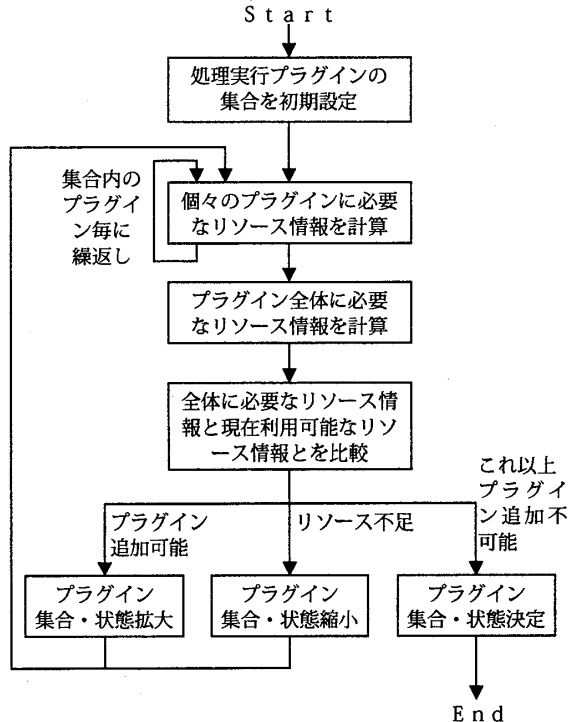 Start
処理実行プラグインの
集合を初期設定
集合内の
プラグイ
ン毎に
繰返し
個々のプラグインに必要
なリソース情報を計算
プラグイン全体に必要
なリソース情報を計算
全体に必要なリソース情
報と現在利用可能なリソ
ース情報とを比較
プラグイン
追加可能
リソース不足
これ以上
プラグイ
ン追加不
可能
プラグイン
集合・状態拡大
プラグイン
集合・状態縮小
プラグイン
集合・状態決定
End